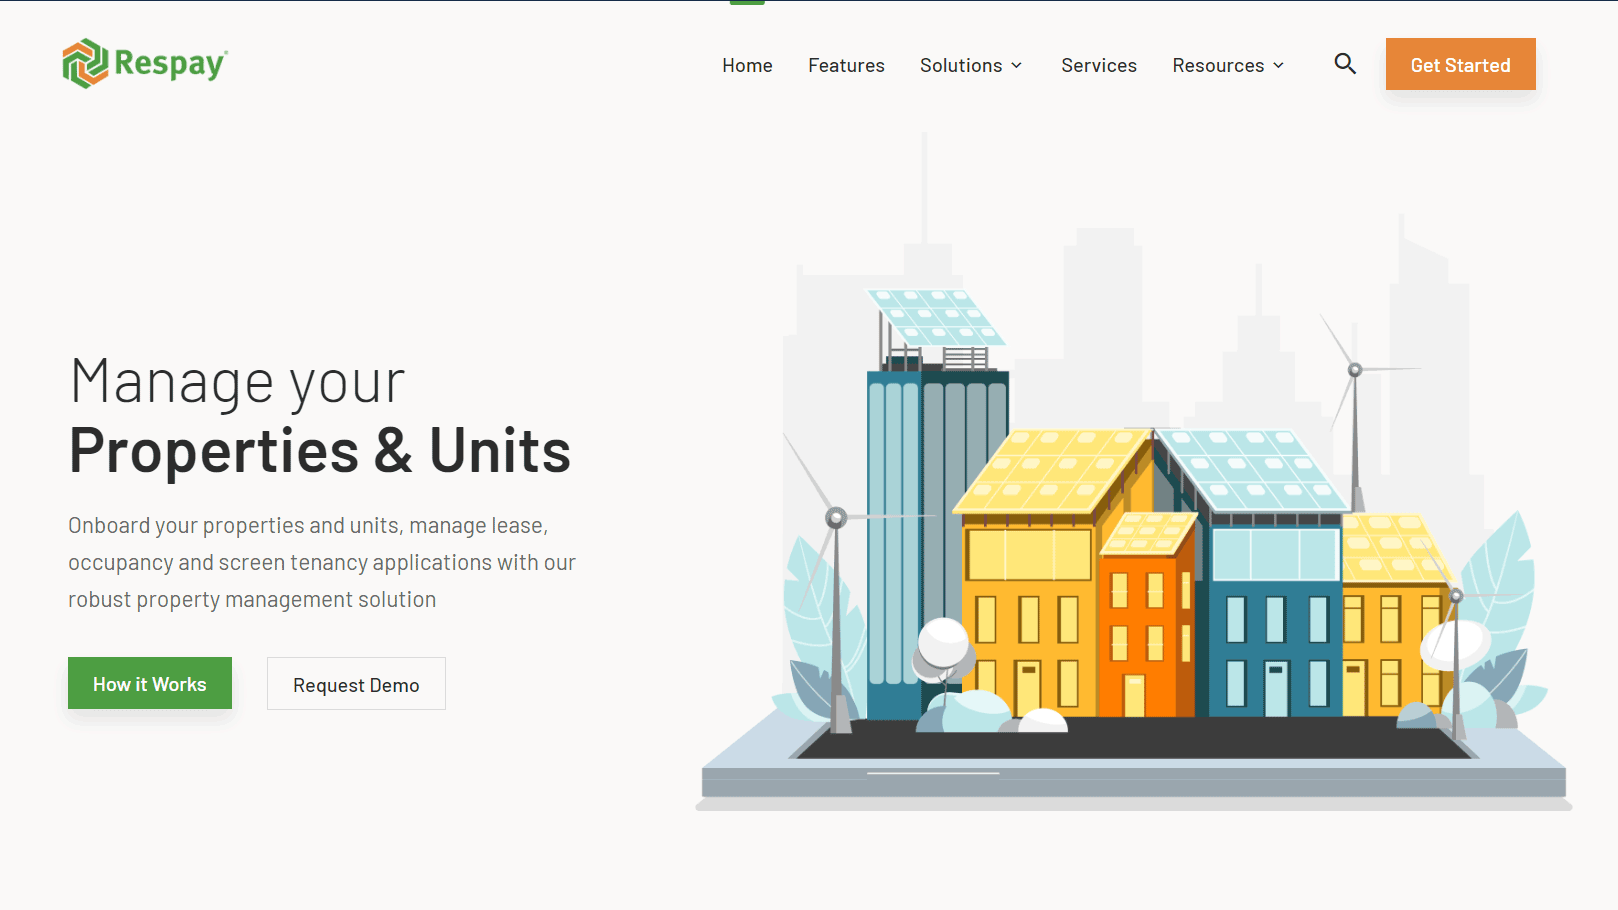 Respay
Home Features Solutions Services Resources Get Started
Manage your
Properties & Units
Onboard your properties and units, manage lease,
occupancy and screen tenancy applications with our
robust property management solution
How it Works Request Demo